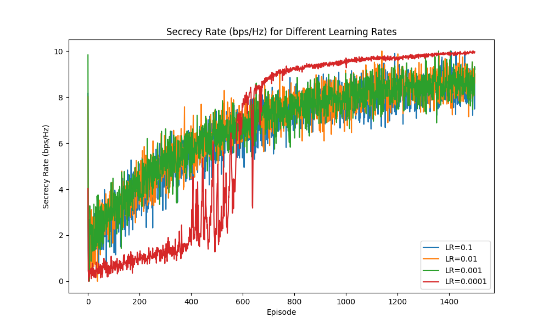 Secrecy Rate (bps/Hz) for Different Learning Rates
10
8
6
4
2
0
Secrecy Rate (bps/Hz)
0 200 400 600 800 1000 1200 1400
Episode
LR=0.1
LR=0.01
LR=0.001
LR=0.0001